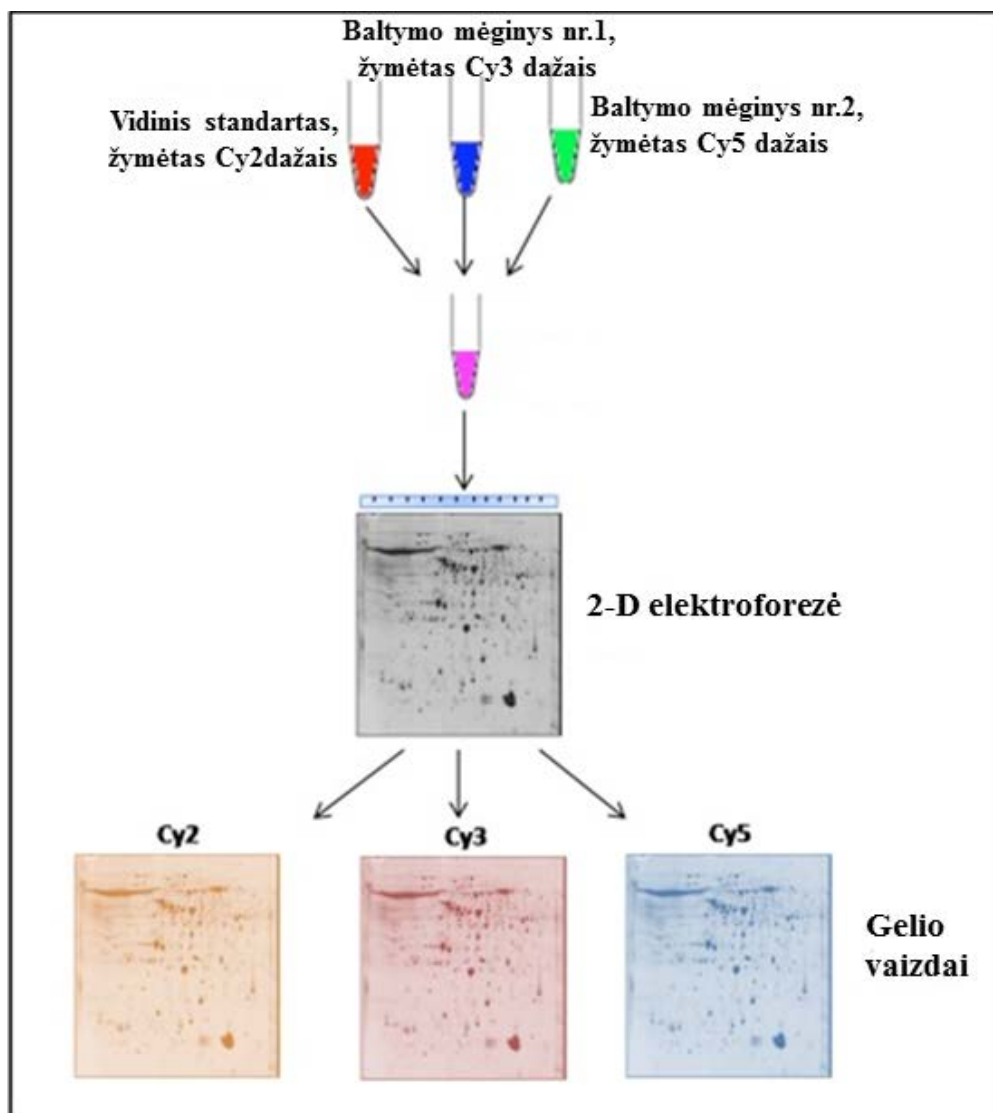 Baltymo mėginys nr.1,
žymėtas Cy3 dažais
Vidinis standartas,
žymėtas Cy2dažais
Baltymo mėginys nr.2,
žymėtas Cy5 dažais
2-D elektroforezė
Cy2
Cy3
Cy5
Gelio
vaizdai